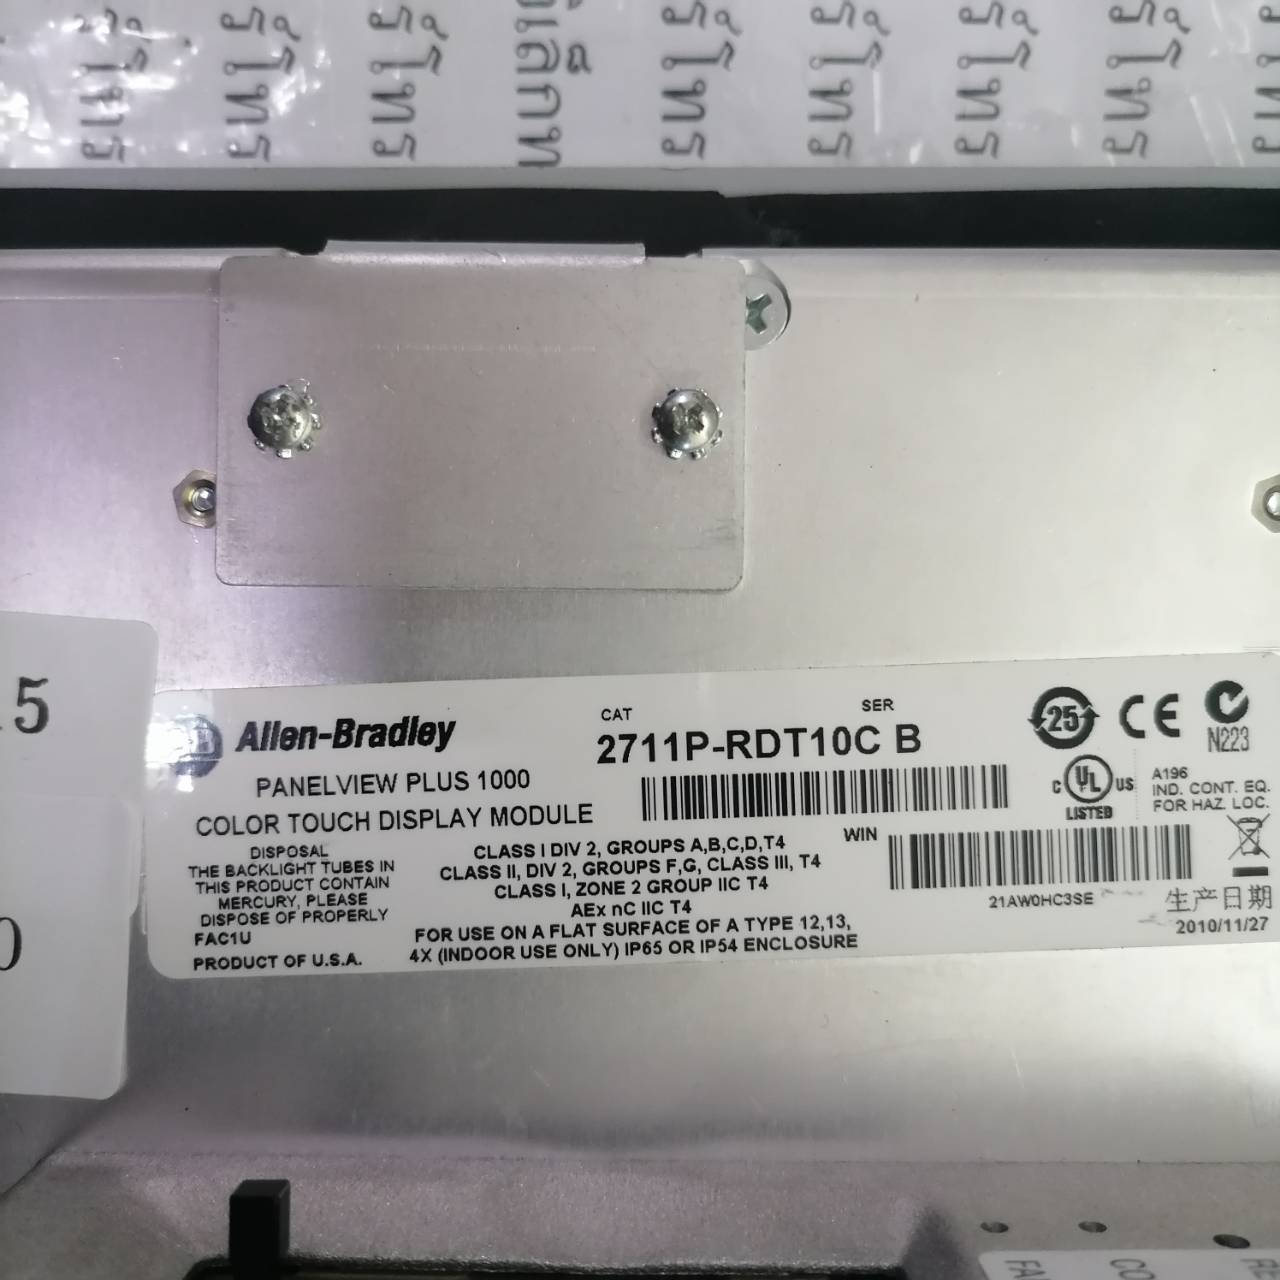 Allen-Bradley
CAT
SER
2711P-RDT10C B
25
CE
N223
PANELVIEW PLUS 1000
COLOR TOUCH DISPLAY MODULE
C UL US
LISTED
A196
IND. CONT. EQ.
FOR HAZ. LOC.
DISPOSAL
THE BACKLIGHT TUBES IN
THIS PRODUCT CONTAIN
MERCURY, PLEASE
DISPOSE OF PROPERLY
FAC1U
PRODUCT OF U.S.A.
CLASS I DIV 2, GROUPS A,B,C,D,T4
CLASS II, DIV 2, GROUPS F,G, CLASS III, T4
CLASS I, ZONE 2 GROUP IIC T4
AEx nC IIC T4
FOR USE ON A FLAT SURFACE OF A TYPE 12,13,
4X (INDOOR USE ONLY) IP65 OR IP54 ENCLOSURE
WIN
21AW0HC3SE
生产日期
2010/11/27